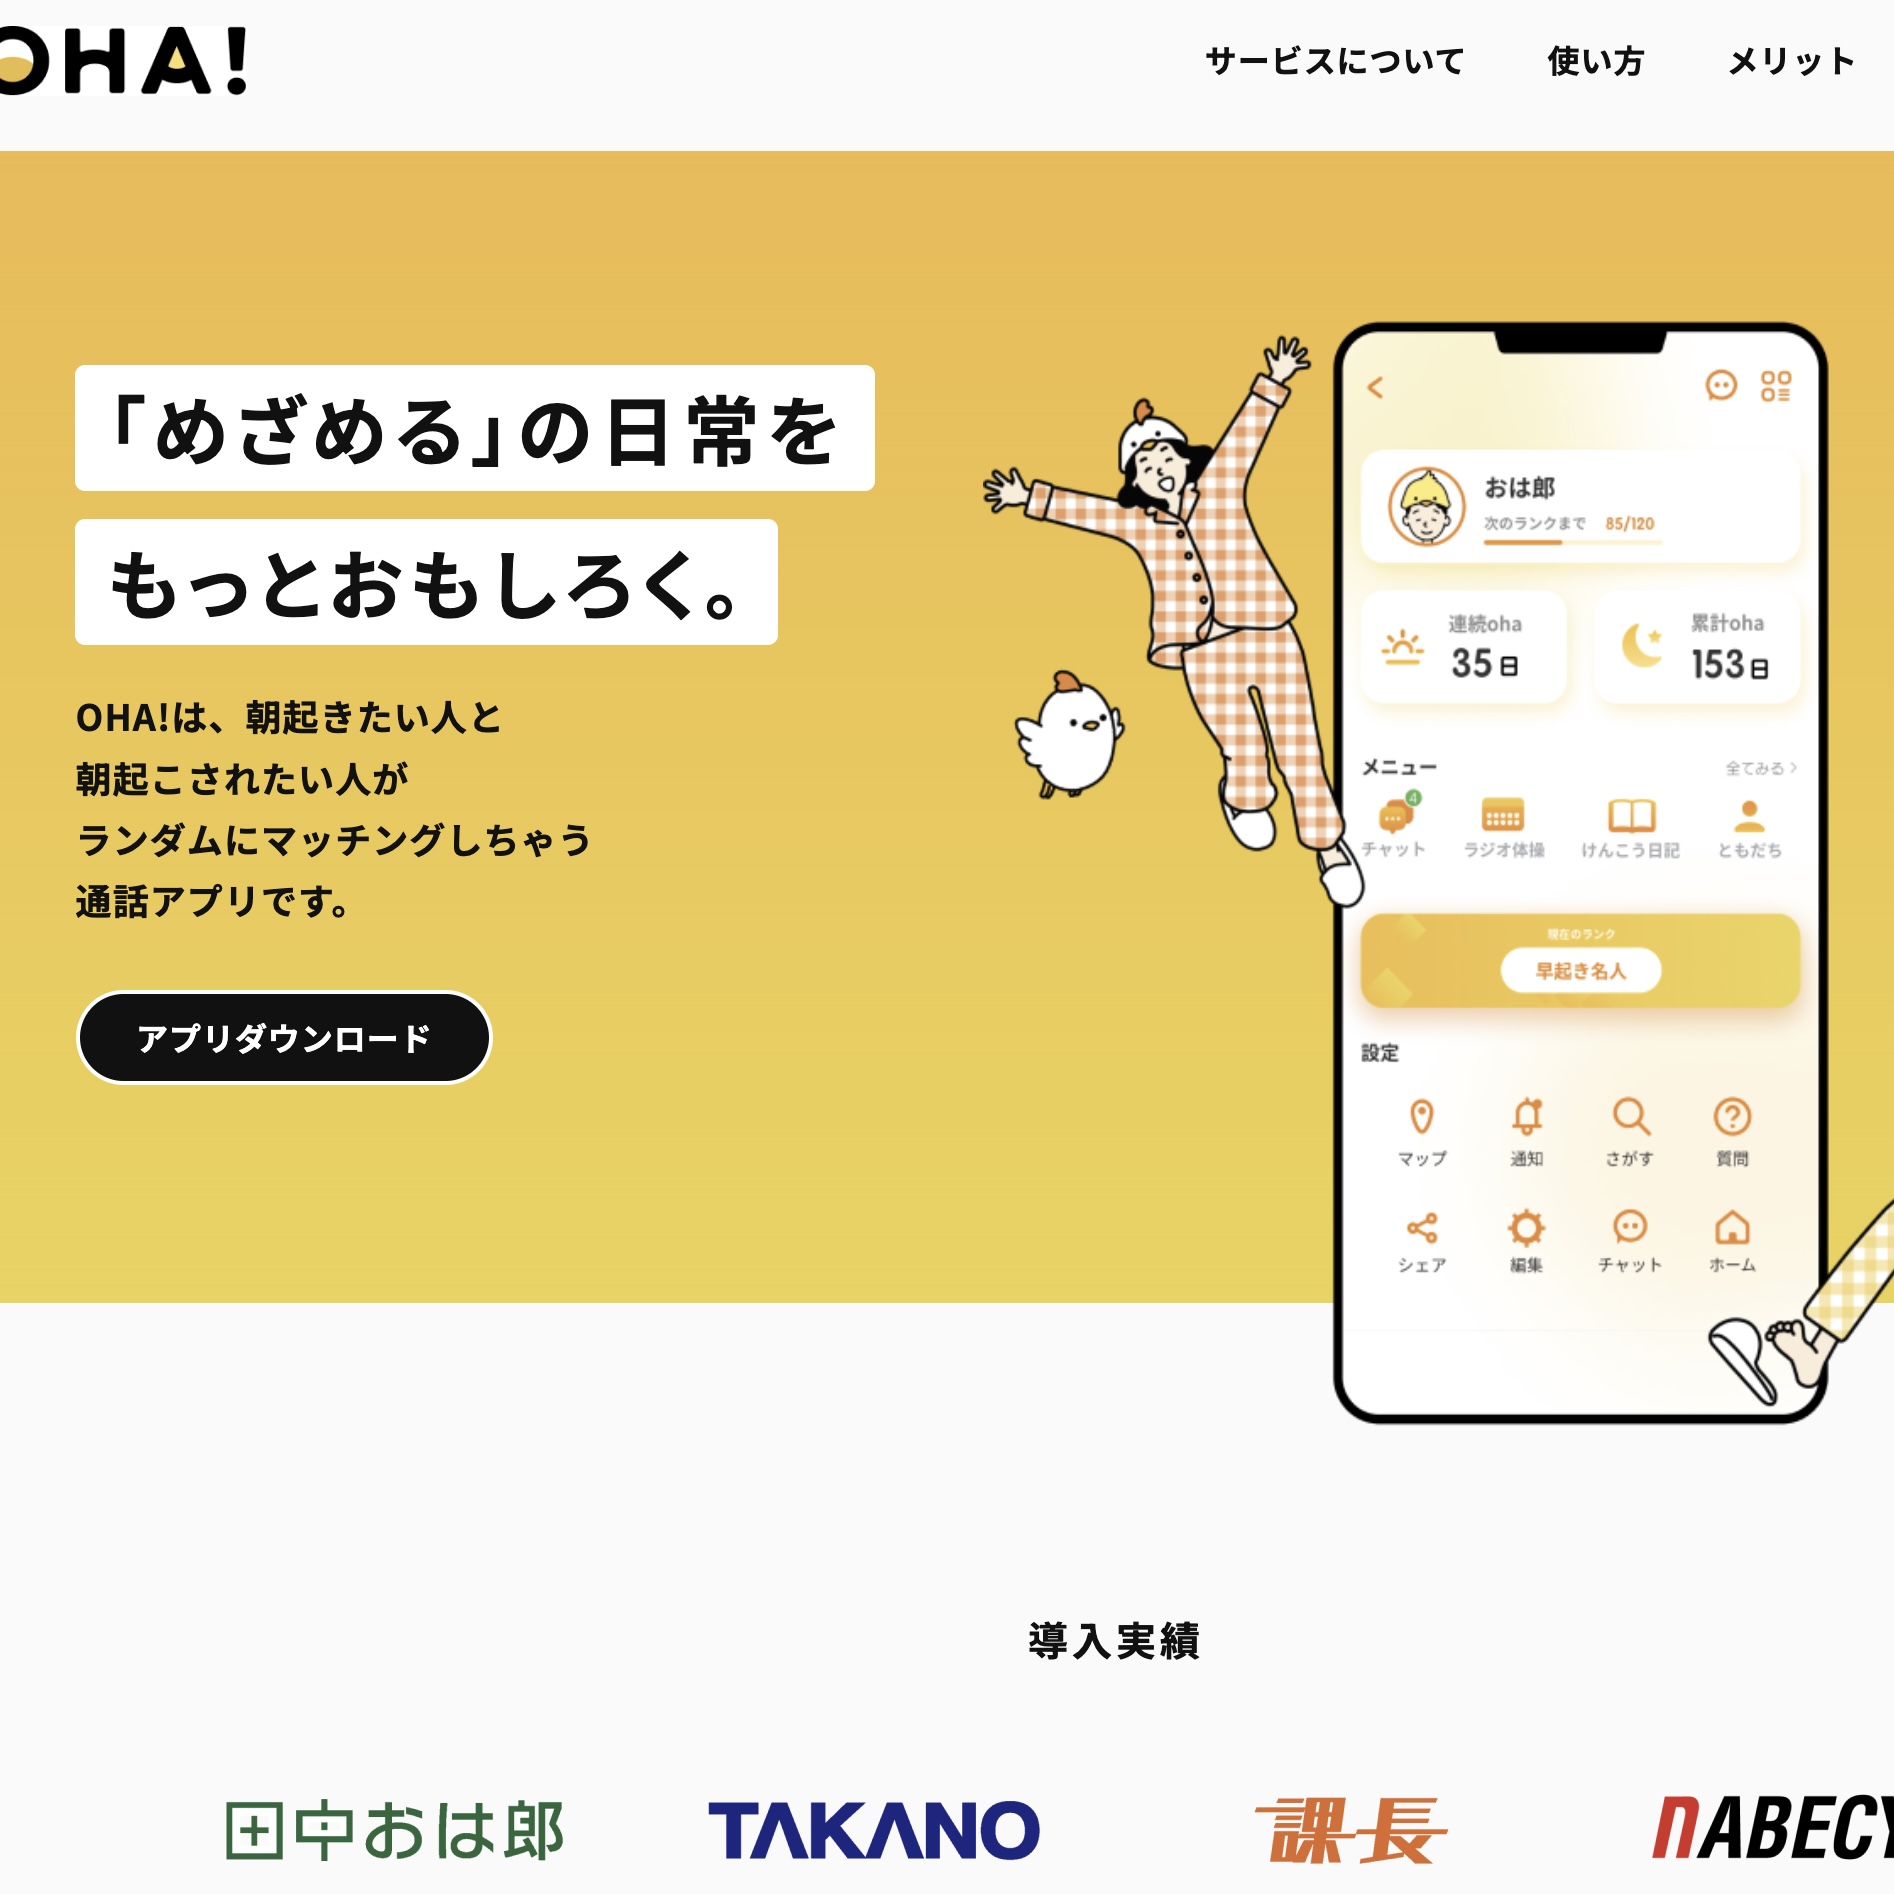 OHA!
サービスについて 使い方 メリット
「めざめる」の日常を
もっとおもしろく。
OHA!は、朝起きたい人と
朝起こされたい人が
ランダムにマッチングしちゃう
通話アプリです。
アプリダウンロード
おは郎
次のランクまで 85/120
連続oha
35日
累計oha
153日
メニュー 全てみる
4
チャット ラジオ体操 けんこう日記 ともだち
現在のランク
早起き名人
設定
マップ 通知 さがす 質問
シェア 編集 チャット ホーム
導入実績
田中おは郎 TAKANO 課長 NABECY